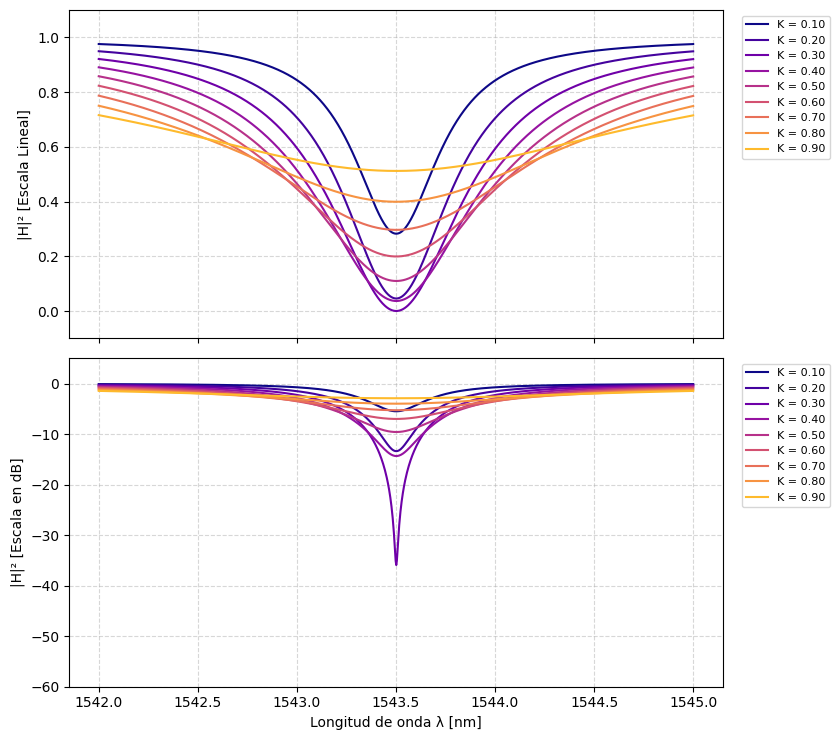 |H|² [Escala Lineal]
1.0
0.8
0.6
0.4
0.2
0.0
K = 0.10
K = 0.20
K = 0.30
K = 0.40
K = 0.50
K = 0.60
K = 0.70
K = 0.80
K = 0.90
|H|² [Escala en dB]
0
−10
−20
−30
−40
−50
−60
K = 0.10
K = 0.20
K = 0.30
K = 0.40
K = 0.50
K = 0.60
K = 0.70
K = 0.80
K = 0.90
1542.0 1542.5 1543.0 1543.5 1544.0 1544.5 1545.0
Longitud de onda λ [nm]